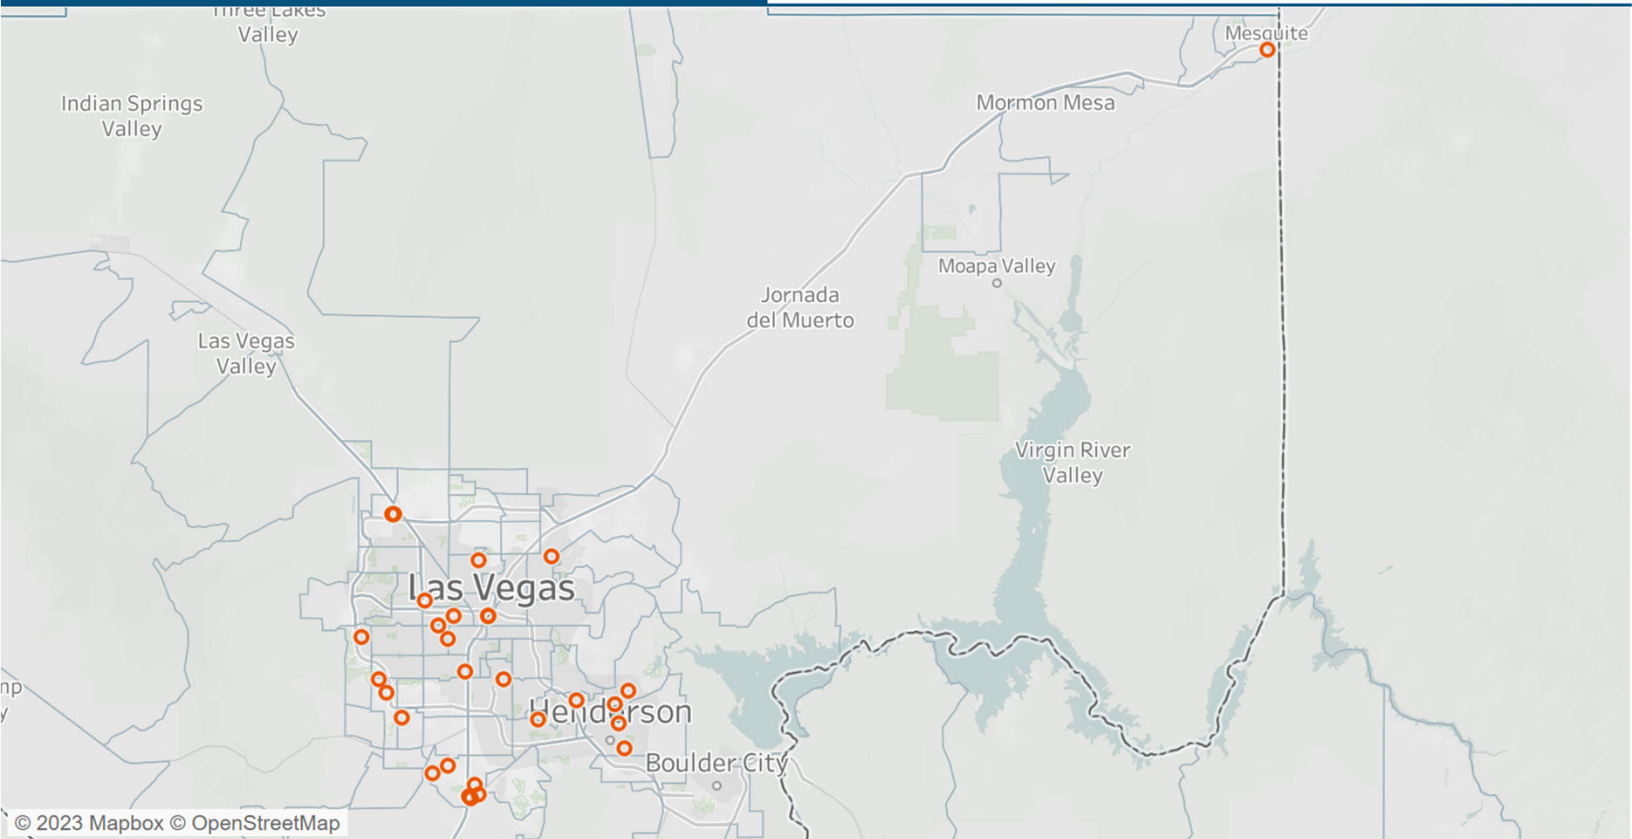 Three Lakes
Valley
Mesquite
Indian Springs
Valley
Mormon Mesa
Moapa Valley
Jornada
del Muerto
Las Vegas
Valley
Virgin River
Valley
Las Vegas
Henderson
Boulder City
© 2023 Mapbox © OpenStreetMap